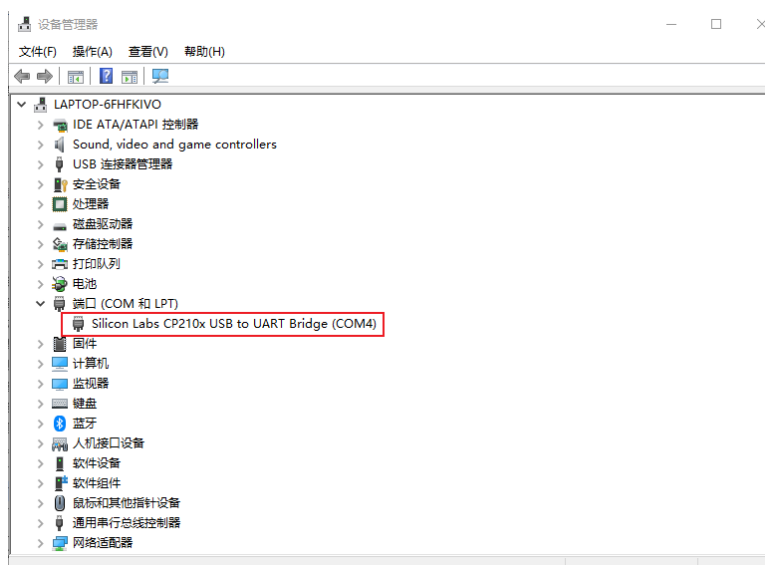 设备管理器
文件(F) 操作(A) 查看(V) 帮助(H)
LAPTOP-6FHFKIVO
IDE ATA/ATAPI 控制器
Sound, video and game controllers
USB 连接器管理器
安全设备
处理器
磁盘驱动器
存储控制器
打印队列
电池
端口 (COM 和 LPT)
Silicon Labs CP210x USB to UART Bridge (COM4)
固件
计算机
监视器
键盘
蓝牙
人机接口设备
软件设备
软件组件
鼠标和其他指针设备
通用串行总线控制器
网络适配器